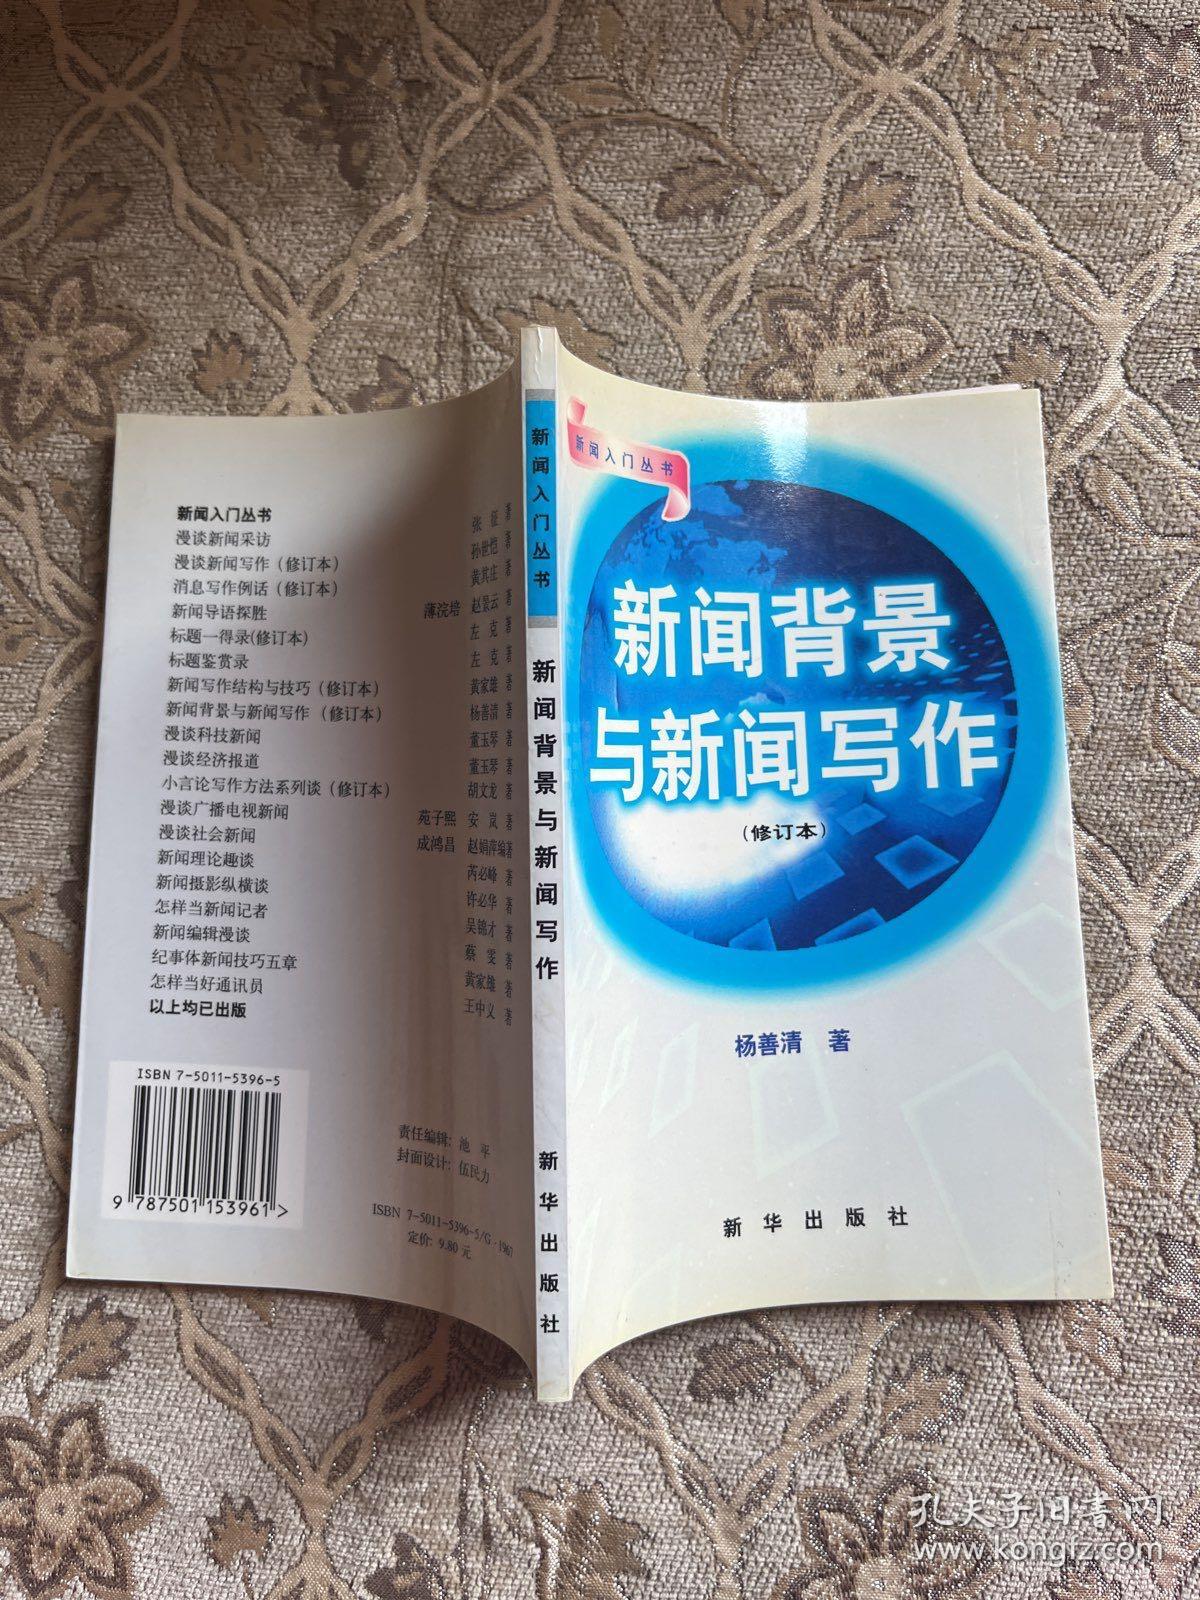 新闻入门丛书
漫谈新闻采访 张 征 著
漫谈新闻写作（修订本） 孙世恺 著
消息写作例话（修订本） 黄其庄 著
新闻导语探胜 薄浣培 赵景云 著
标题一得录(修订本) 左 克 著
标题鉴赏录 左 克 著
新闻写作结构与技巧（修订本） 黄家雄 著
新闻背景与新闻写作（修订本） 杨善清 著
漫谈科技新闻 董玉琴 著
漫谈经济报道 董玉琴 著
小言论写作方法系列谈（修订本） 胡文龙 著
漫谈广播电视新闻 苑子熙 安 岚 著
漫谈社会新闻 成鸿昌 赵娟萍编著
新闻理论趣谈 芮必峰 著
新闻摄影纵横谈 许必华 著
怎样当新闻记者 吴锦才 著
新闻编辑漫谈 蔡 雯 著
纪事体新闻技巧五章 黄家雄 著
怎样当好通讯员 王中义 著
以上均已出版
ISBN 7-5011-5396-5
9 787501 153961 >
责任编辑：池 平
封面设计：伍民力
ISBN 7-5011-5396-5/G·1967
定价：9.80 元
新闻入门丛书
新闻背景与新闻写作
新华出版社
新闻入门丛书
新闻背景
与新闻写作
（修订本）
杨善清 著
新华出版社
孔夫子旧书网
www.kongfz.com